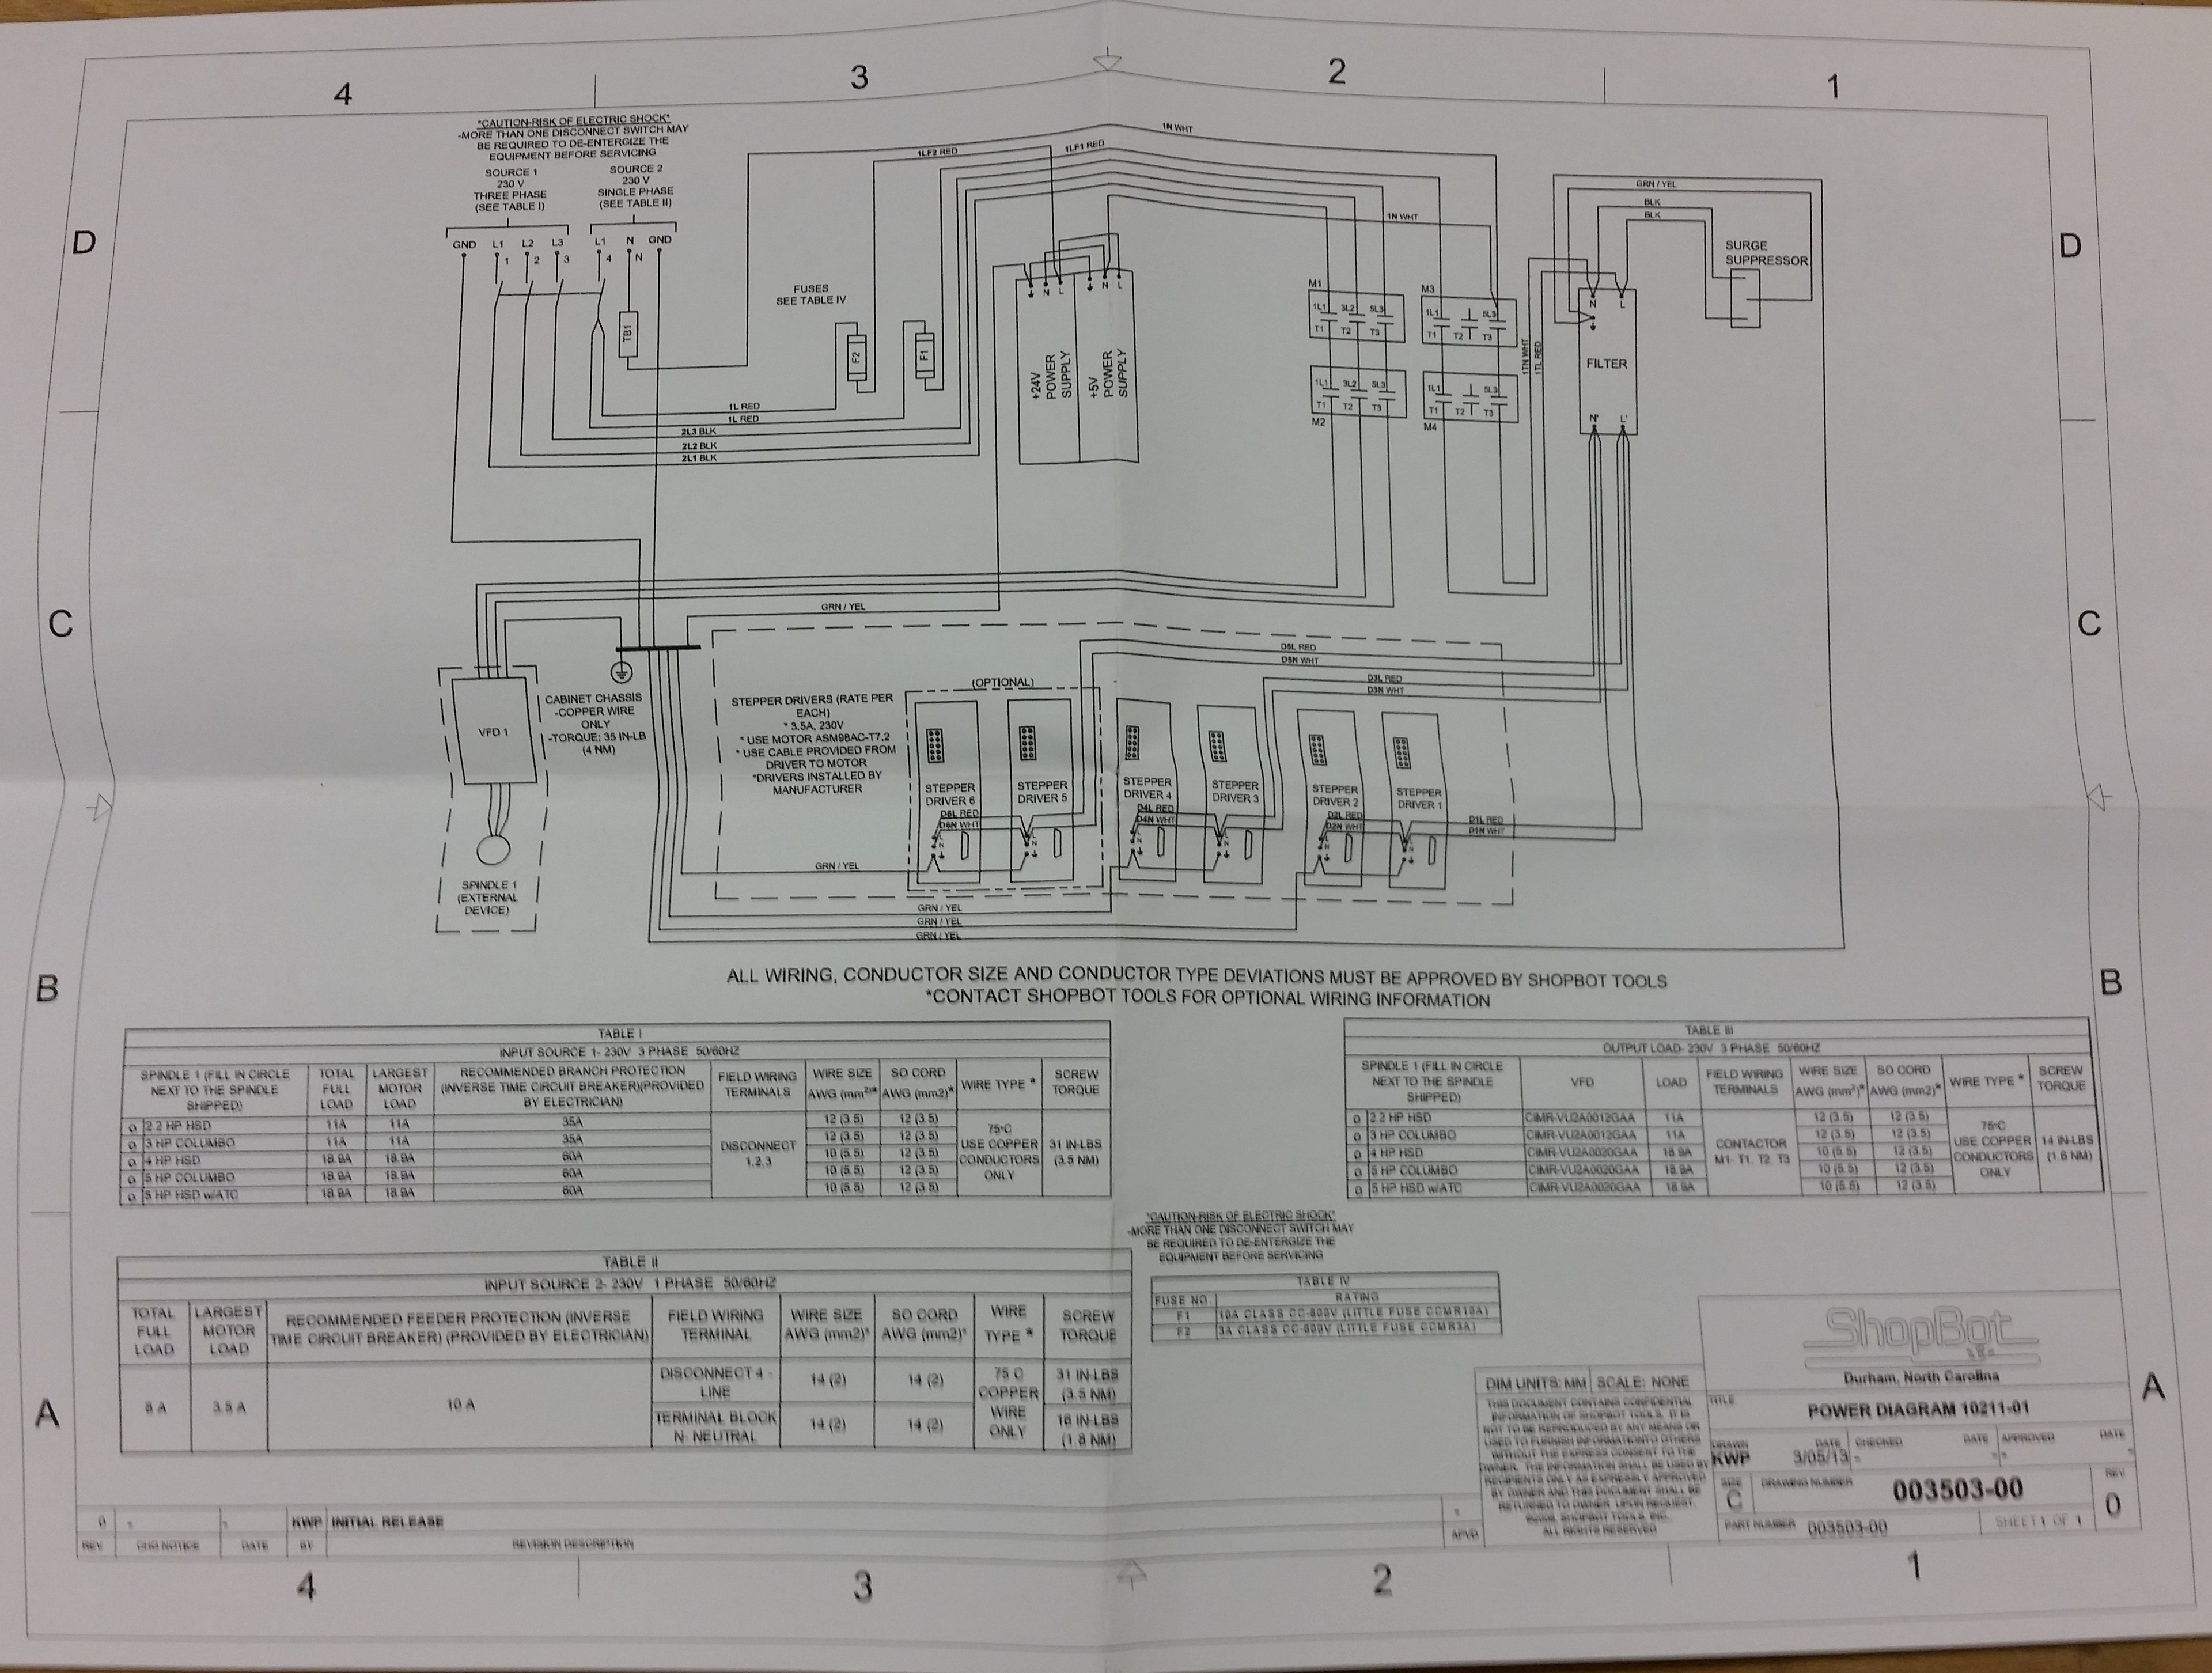 4
3
2
1
D
D
C
C
B
B
A
A
*CAUTION-RISK OF ELECTRIC SHOCK*
-MORE THAN ONE DISCONNECT SWITCH MAY
BE REQUIRED TO DE-ENTERGIZE THE
EQUIPMENT BEFORE SERVICING
SOURCE 1
230 V
THREE PHASE
(SEE TABLE I)
SOURCE 2
230 V
SINGLE PHASE
(SEE TABLE II)
GND L1 L2 L3 L1 N GND
1 2 3 4 N
TB1
FUSES
SEE TABLE IV
F2
F1
1LF2 RED
1LF1 RED
1N WHT
1N WHT
1L RED
1L RED
2L3 BLK
2L2 BLK
2L1 BLK
N L N L
+24V
POWER
SUPPLY
+5V
POWER
SUPPLY
M1
1L1 3L2 5L3
T1 T2 T3
M3
1L1 5L3
T1 T2 T3
1L1 3L2 5L3
T1 T2 T3
M2
1L1 5L3
T1 T2 T3
M4
1TN WHT
1TL RED
GRN / YEL
BLK
BLK
SURGE
SUPPRESSOR
N L
FILTER
N' L'
GRN / YEL
VFD 1
SPINDLE 1
(EXTERNAL
DEVICE)
CABINET CHASSIS
-COPPER WIRE
ONLY
-TORQUE: 35 IN-LB
(4 NM)
STEPPER DRIVERS (RATE PER
EACH)
* 3.5A, 230V
* USE MOTOR ASM98AC-T7.2
* USE CABLE PROVIDED FROM
DRIVER TO MOTOR
*DRIVERS INSTALLED BY
MANUFACTURER
(OPTIONAL)
D5L RED
D5N WHT
D3L RED
D3N WHT
STEPPER
DRIVER 6
D6L RED
D6N WHT
STEPPER
DRIVER 5
STEPPER
DRIVER 4
D4L RED
D4N WHT
STEPPER
DRIVER 3
STEPPER
DRIVER 2
D2L RED
D2N WHT
STEPPER
DRIVER 1
D1L RED
D1N WHT
GRN / YEL
GRN / YEL
GRN / YEL
GRN / YEL
ALL WIRING, CONDUCTOR SIZE AND CONDUCTOR TYPE DEVIATIONS MUST BE APPROVED BY SHOPBOT TOOLS
*CONTACT SHOPBOT TOOLS FOR OPTIONAL WIRING INFORMATION
TABLE I
INPUT SOURCE 1- 230V 3 PHASE 50/60HZ
SPINDLE 1 (FILL IN CIRCLE NEXT TO THE SPINDLE SHIPPED) TOTAL FULL LOAD LARGEST MOTOR LOAD RECOMMENDED BRANCH PROTECTION (INVERSE TIME CIRCUIT BREAKER)(PROVIDED BY ELECTRICIAN) FIELD WIRING TERMINALS WIRE SIZE AWG (mm²)* SO CORD AWG (mm2)* WIRE TYPE * SCREW TORQUE
o 2.2 HP HSD 11A 11A 35A 12 (3.5) 12 (3.5)
o 3 HP COLUMBO 11A 11A 35A 12 (3.5) 12 (3.5)
o 4 HP HSD 18.9A 18.9A 60A 10 (5.5) 12 (3.5)
o 5 HP COLUMBO 18.9A 18.9A 60A 10 (5.5) 12 (3.5)
o 5 HP HSD w/ATC 18.9A 18.9A 60A 10 (5.5) 12 (3.5)
DISCONNECT
1,2,3
75°C
USE COPPER
CONDUCTORS
ONLY
31 IN-LBS
(3.5 NM)
TABLE III
OUTPUT LOAD- 230V 3 PHASE 50/60HZ
SPINDLE 1 (FILL IN CIRCLE NEXT TO THE SPINDLE SHIPPED) VFD LOAD FIELD WIRING TERMINALS WIRE SIZE AWG (mm²)* SO CORD AWG (mm2)* WIRE TYPE * SCREW TORQUE
o 2.2 HP HSD CIMR-VU2A0012GAA 11A 12 (3.5) 12 (3.5)
o 3 HP COLUMBO CIMR-VU2A0012GAA 11A 12 (3.5) 12 (3.5)
o 4 HP HSD CIMR-VU2A0020GAA 18.9A 10 (5.5) 12 (3.5)
o 5 HP COLUMBO CIMR-VU2A0020GAA 18.9A 10 (5.5) 12 (3.5)
o 5 HP HSD w/ATC CIMR-VU2A0020GAA 18.9A 10 (5.5) 12 (3.5)
CONTACTOR
M1- T1, T2, T3
75°C
USE COPPER
CONDUCTORS
ONLY
14 IN-LBS
(1.6 NM)
TABLE II
INPUT SOURCE 2- 230V 1 PHASE 50/60HZ
TOTAL FULL LOAD LARGEST MOTOR LOAD RECOMMENDED FEEDER PROTECTION (INVERSE TIME CIRCUIT BREAKER) (PROVIDED BY ELECTRICIAN) FIELD WIRING TERMINAL WIRE SIZE AWG (mm2)* SO CORD AWG (mm2)* WIRE TYPE * SCREW TORQUE
8 A 3.5 A 10 A
DISCONNECT 4 - LINE 14 (2) 14 (2) 31 IN-LBS (3.5 NM)
TERMINAL BLOCK N- NEUTRAL 14 (2) 14 (2) 16 IN-LBS (1.8 NM)
75 C
COPPER
WIRE
ONLY
*CAUTION-RISK OF ELECTRIC SHOCK*
-MORE THAN ONE DISCONNECT SWITCH MAY
BE REQUIRED TO DE-ENTERGIZE THE
EQUIPMENT BEFORE SERVICING
TABLE IV
FUSE NO. RATING
F1 10A CLASS CC-600V (LITTLE FUSE CCMR10A)
F2 3A CLASS CC-600V (LITTLE FUSE CCMR3A)
DIM UNITS: MM SCALE: NONE
THIS DOCUMENT CONTAINS CONFIDENTIAL
INFORMATION OF SHOPBOT TOOLS. IT IS
NOT TO BE REPRODUCED BY ANY MEANS OR
USED TO FURNISH INFORMATION TO OTHERS
WITHOUT THE EXPRESS CONSENT TO THE
OWNER. THE INFORMATION SHALL BE USED BY
RECIPIENTS ONLY AS EXPRESSLY APPROVED
BY OWNER AND THIS DOCUMENT SHALL BE
RETURNED TO OWNER UPON REQUEST.
SHOPBOT TOOLS, INC.
ALL RIGHTS RESERVED
ShopBot
Durham, North Carolina
TITLE
POWER DIAGRAM 10211-01
DRAWN KWP DATE 3/05/13 CHECKED - DATE - APPROVED - DATE -
SIZE C DRAWING NUMBER 003503-00 REV 0
PART NUMBER 003503-00 SHEET 1 OF 1
0 - - KWP INITIAL RELEASE -
REV CHG NOTICE DATE BY REVISION DESCRIPTION APVD
4
3
2
1